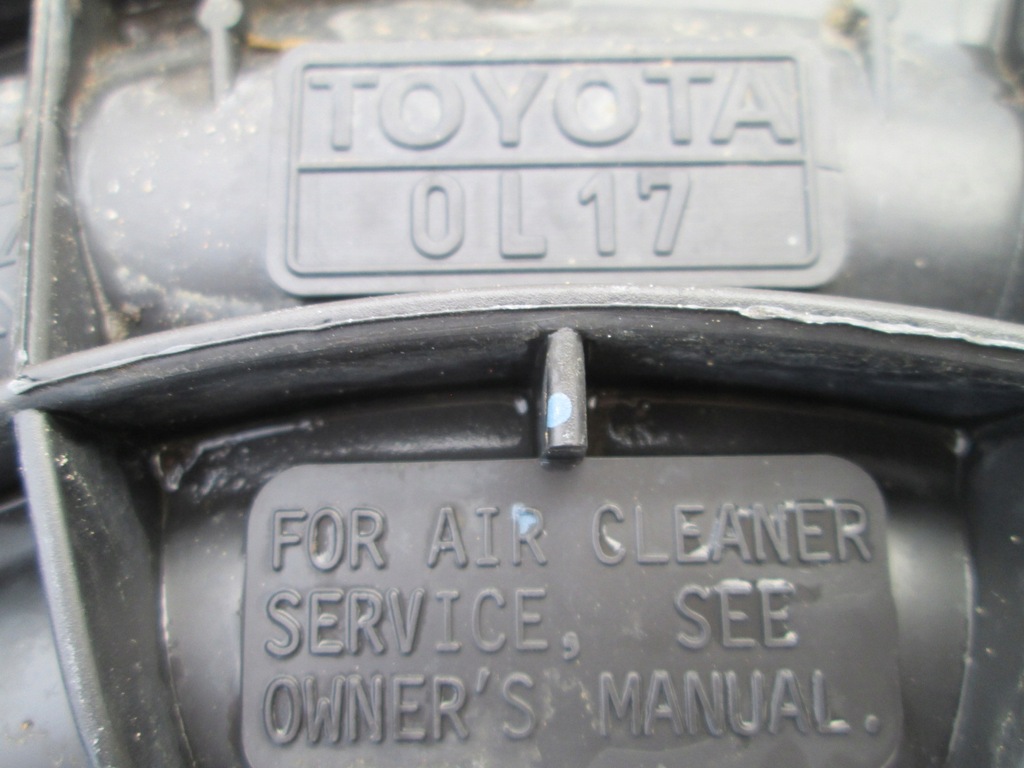 TOYOTA
0L17
FOR AIR CLEANER
SERVICE, SEE
OWNER'S MANUAL.